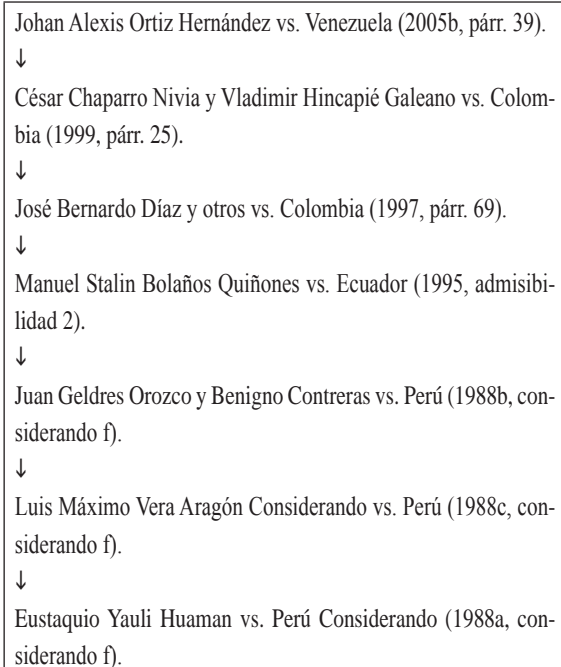 Johan Alexis Ortiz Hernández vs. Venezuela (2005b, párr. 39).
↓
César Chaparro Nivia y Vladimir Hincapié Galeano vs. Colom-
bia (1999, párr. 25).
↓
José Bernardo Díaz y otros vs. Colombia (1997, párr. 69).
↓
Manuel Stalin Bolaños Quiñones vs. Ecuador (1995, admisibi-
lidad 2).
↓
Juan Geldres Orozco y Benigno Contreras vs. Perú (1988b, con-
siderando f).
↓
Luis Máximo Vera Aragón Considerando vs. Perú (1988c, con-
siderando f).
↓
Eustaquio Yauli Huaman vs. Perú Considerando (1988a, con-
siderando f).